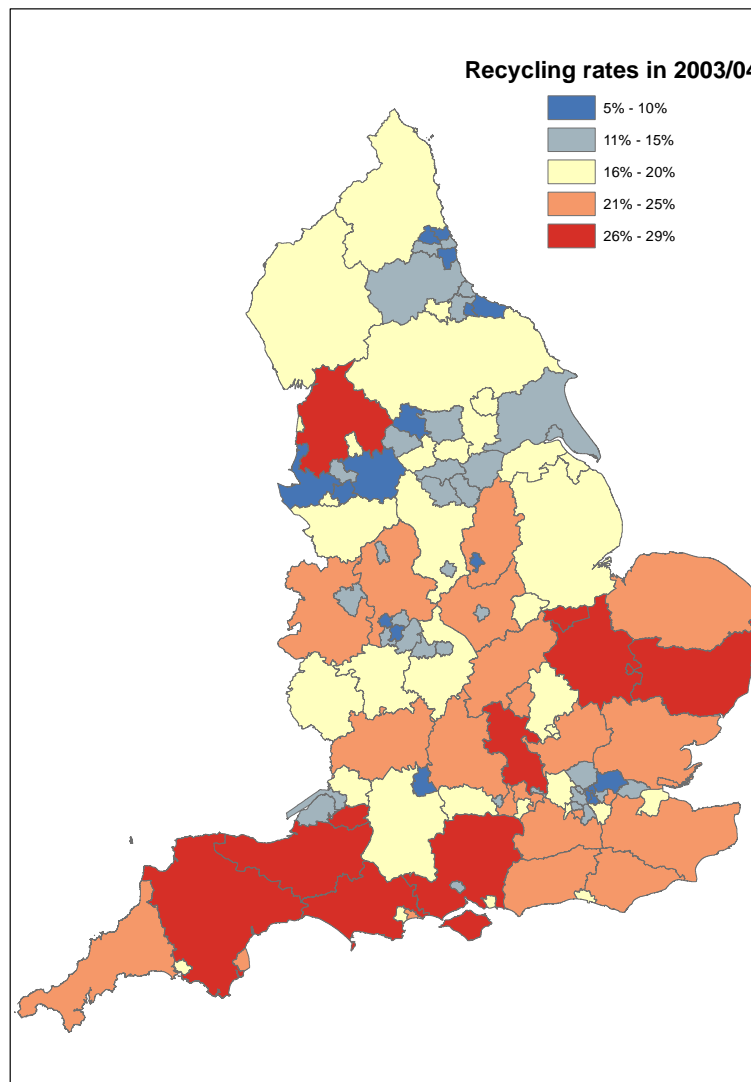 Recycling rates in 2003/04
5% - 10%
11% - 15%
16% - 20%
21% - 25%
26% - 29%